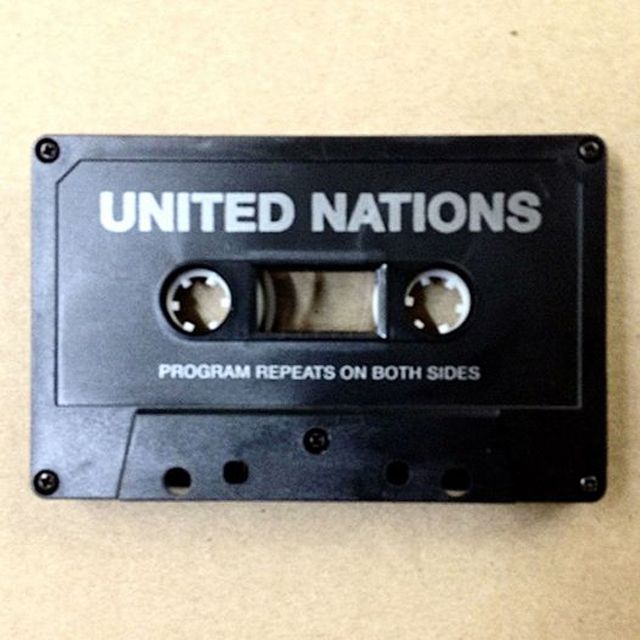 UNITED NATIONS
PROGRAM REPEATS ON BOTH SIDES